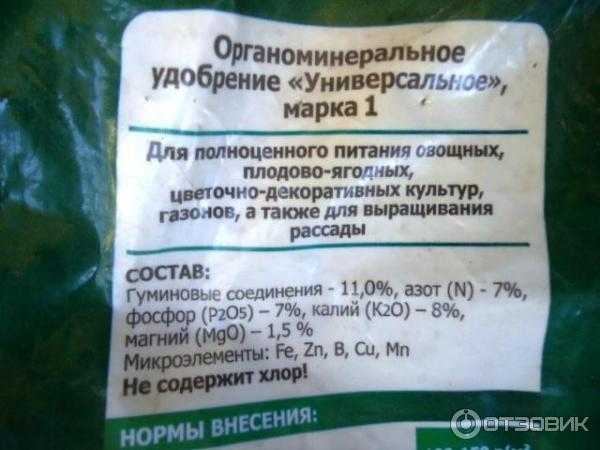 Органоминеральное
удобрение «Универсальное»,
марка 1
Для полноценного питания овощных,
плодово-ягодных,
цветочно-декоративных культур,
газонов, а также для выращивания
рассады
СОСТАВ:
Гуминовые соединения - 11,0%, азот (N) - 7%,
фосфор (P2O5) – 7%, калий (K2O) – 8%,
магний (MgO) – 1,5 %
Микроэлементы: Fe, Zn, B, Cu, Mn
Не содержит хлор!
НОРМЫ ВНЕСЕНИЯ:
ОТЗОВИК